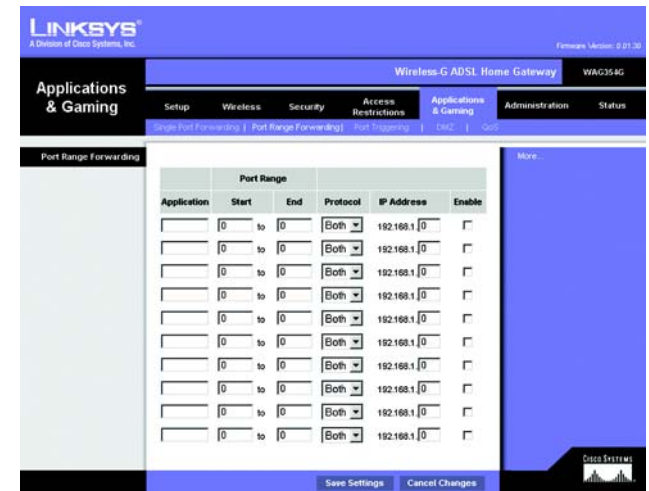 LINKSYS®
A Division of Cisco Systems, Inc.
Firmware Version: 0.01.30
Wireless-G ADSL Home Gateway WAG354G
Applications & Gaming
Setup Wireless Security Access Restrictions Applications & Gaming Administration Status
Single Port Forwarding | Port Range Forwarding | Port Triggering | DMZ | QoS
Port Range Forwarding
More...
Port Range
Application Start End Protocol IP Address Enable
0 to 0 Both 192.168.1.0
0 to 0 Both 192.168.1.0
0 to 0 Both 192.168.1.0
0 to 0 Both 192.168.1.0
0 to 0 Both 192.168.1.0
0 to 0 Both 192.168.1.0
0 to 0 Both 192.168.1.0
0 to 0 Both 192.168.1.0
0 to 0 Both 192.168.1.0
0 to 0 Both 192.168.1.0
Save Settings Cancel Changes
CISCO SYSTEMS